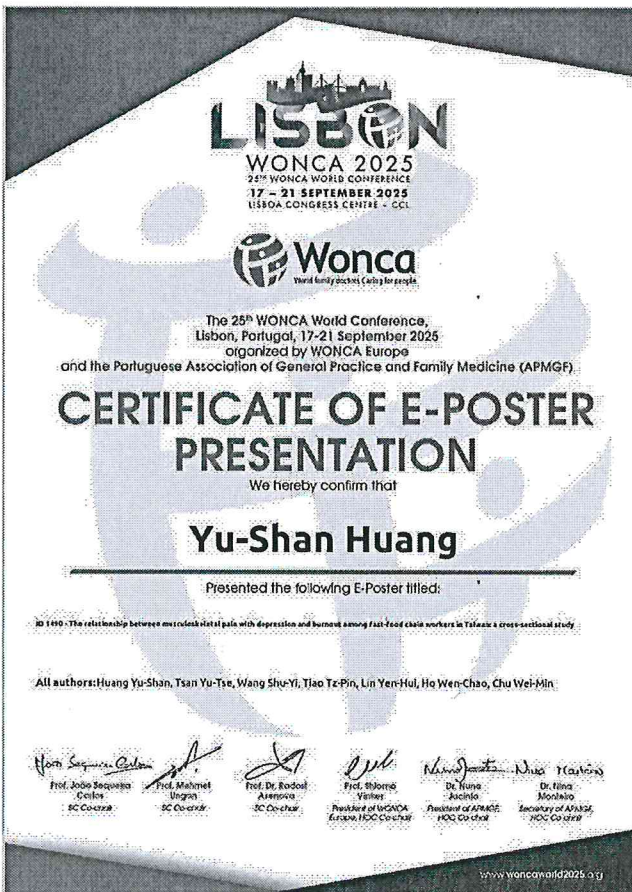 LISBON
WONCA 2025
25TH WONCA WORLD CONFERENCE
17 – 21 SEPTEMBER 2025
LISBOA CONGRESS CENTRE - CCL
Wonca
World family doctors Caring for people.
The 25th WONCA World Conference,
Lisbon, Portugal, 17-21 September 2025
organized by WONCA Europe
and the Portuguese Association of General Practice and Family Medicine (APMGF)
CERTIFICATE OF E-POSTER
PRESENTATION
We hereby confirm that
Yu-Shan Huang
Presented the following E-Poster titled:
ID 1490 - The relationship between musculoskeletal pain with depression and burnout among fast-food chain workers in Taiwan: a cross-sectional study
All authors: Huang Yu-Shan, Tsan Yu-Tse, Wang Shu-Yi, Tiao Tz-Pin, Lin Yen-Hui, Ho Wen-Chao, Chu Wei-Min
Prof. João Sequeira Prof. Mehmet Prof. Dr. Radost Prof. Shlomo Dr. Nuno Dr. Nina
Carlos Ungan Asenova Vinker Jacinto Monteiro
SC Co-chair SC Co-chair SC Co-chair President of WONCA President of APMGF, Secretary of APMGF,
Europe, HOC Co-chair HOC Co-chair HOC Co-chair
www.woncaworld2025.org